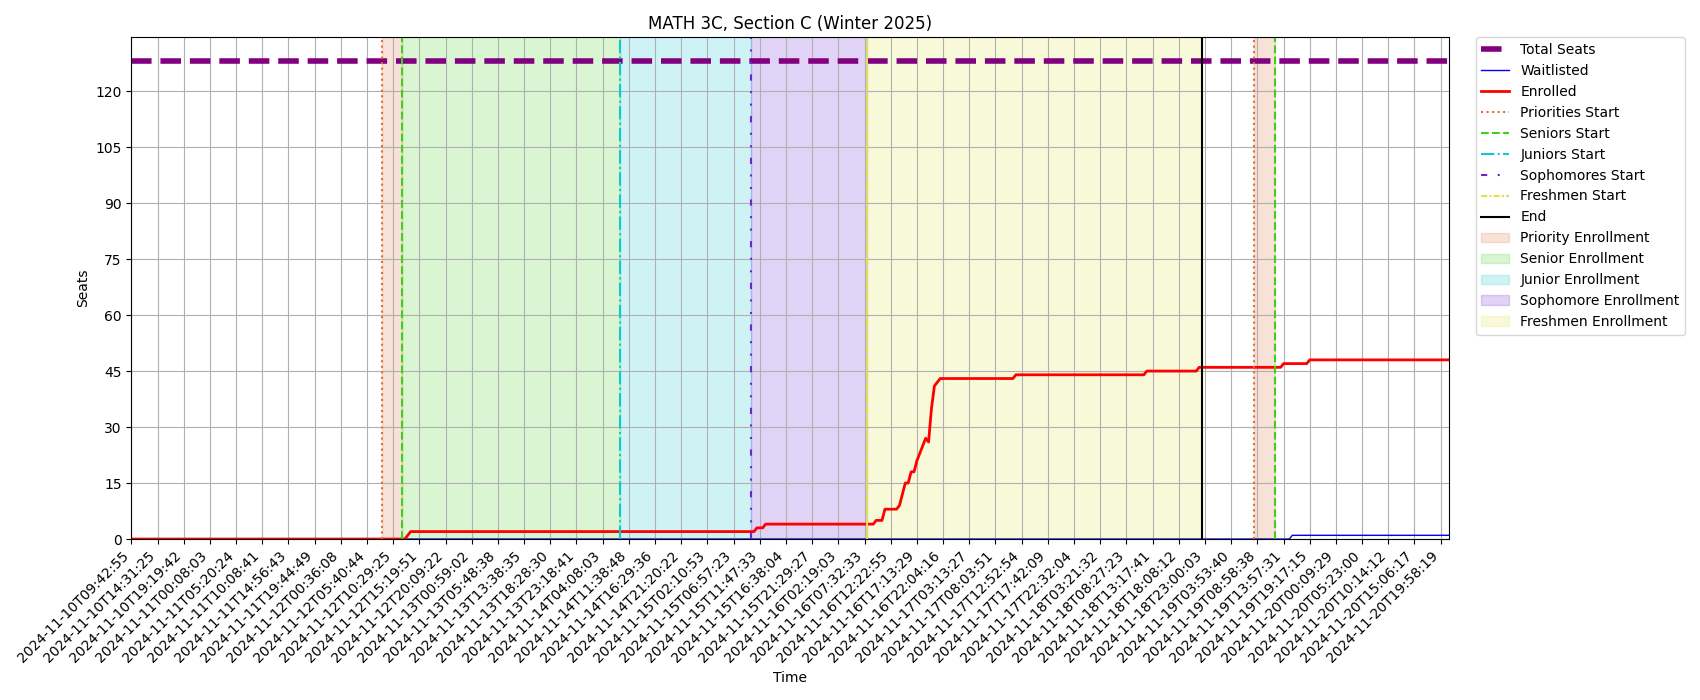 MATH 3C, Section C (Winter 2025)
120
105
90
75
60
45
30
15
0
Seats
2024-11-10T09:42:55
2024-11-10T14:31:25
2024-11-10T19:19:42
2024-11-11T00:08:03
2024-11-11T05:20:24
2024-11-11T10:08:41
2024-11-11T14:56:43
2024-11-11T19:44:49
2024-11-12T00:36:08
2024-11-12T05:40:44
2024-11-12T10:29:25
2024-11-12T15:19:51
2024-11-12T20:09:22
2024-11-13T00:59:02
2024-11-13T05:48:38
2024-11-13T13:38:35
2024-11-13T18:28:30
2024-11-13T23:18:41
2024-11-14T04:08:03
2024-11-14T11:38:48
2024-11-14T16:29:36
2024-11-14T21:20:22
2024-11-15T02:10:53
2024-11-15T06:57:23
2024-11-15T11:47:33
2024-11-15T16:38:04
2024-11-15T21:29:27
2024-11-16T02:19:03
2024-11-16T07:32:33
2024-11-16T12:22:55
2024-11-16T17:13:29
2024-11-16T22:04:16
2024-11-17T03:13:27
2024-11-17T08:03:51
2024-11-17T12:52:54
2024-11-17T17:42:09
2024-11-17T22:32:04
2024-11-18T03:21:32
2024-11-18T08:27:23
2024-11-18T13:17:41
2024-11-18T18:08:12
2024-11-18T23:00:03
2024-11-19T03:53:40
2024-11-19T08:58:38
2024-11-19T13:57:31
2024-11-19T19:17:15
2024-11-20T00:09:29
2024-11-20T05:23:00
2024-11-20T10:14:12
2024-11-20T15:06:17
2024-11-20T19:58:19
Time
Total Seats
Waitlisted
Enrolled
Priorities Start
Seniors Start
Juniors Start
Sophomores Start
Freshmen Start
End
Priority Enrollment
Senior Enrollment
Junior Enrollment
Sophomore Enrollment
Freshmen Enrollment